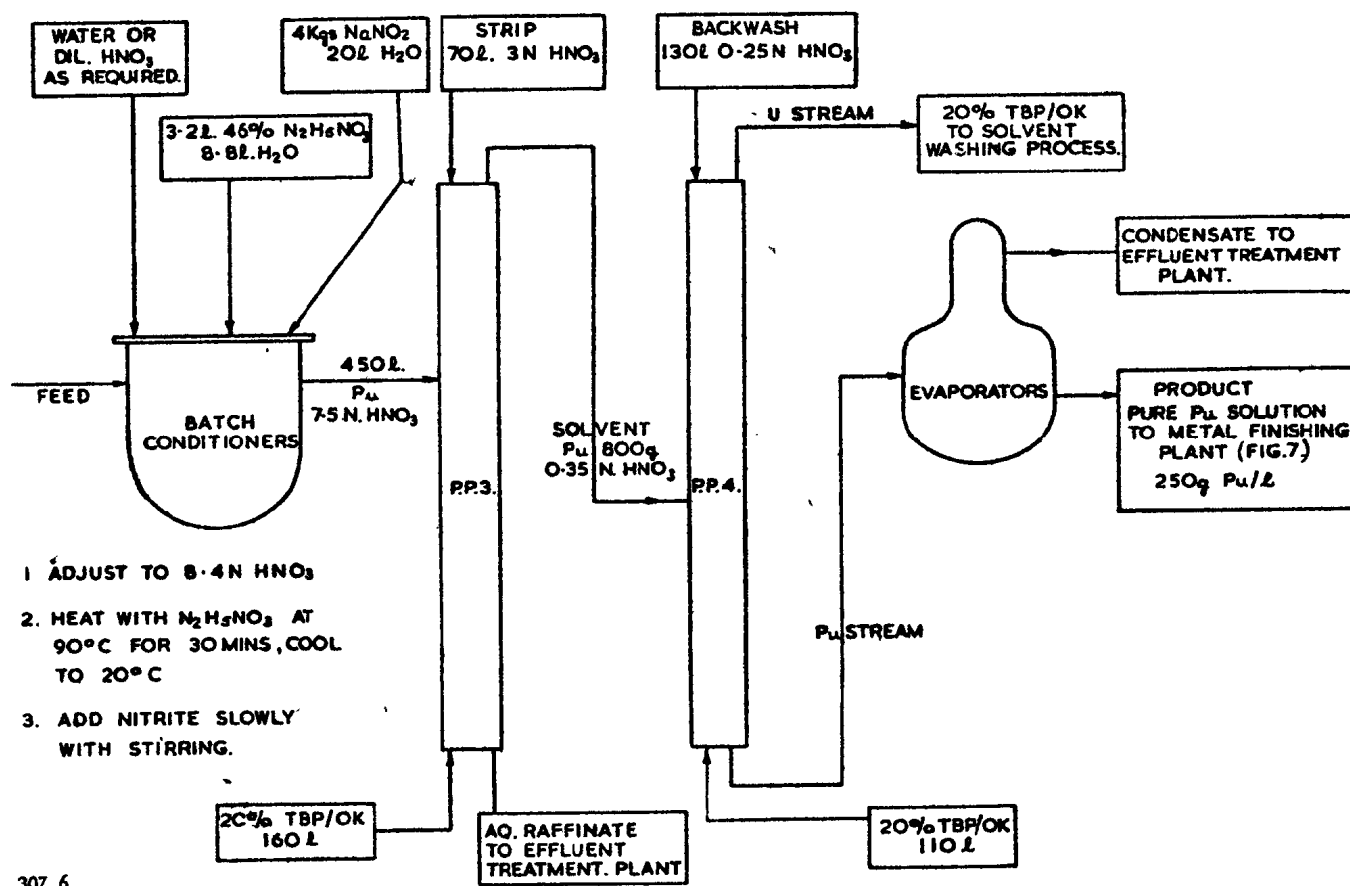 WATER OR
DIL. HNO₃
AS REQUIRED.
4Kgs NaNO₂
20l H₂O
STRIP
70l. 3N HNO₃
BACKWASH
130l 0·25N HNO₃
3·2l. 46% N₂H₅NO₃
8·8l. H₂O
U STREAM
20% TBP/OK
TO SOLVENT
WASHING PROCESS.
FEED
BATCH
CONDITIONERS
450l.
Pu
7·5 N. HNO₃
P.P.3.
SOLVENT
Pu 800g
0·35 N. HNO₃
P.P.4.
EVAPORATORS
CONDENSATE TO
EFFLUENT TREATMENT
PLANT.
PRODUCT
PURE Pu SOLUTION
TO METAL FINISHING
PLANT (FIG.7)
250g Pu/l
Pu STREAM
1 ADJUST TO 8·4N HNO₃
2. HEAT WITH N₂H₅NO₃ AT
90°C FOR 30 MINS, COOL
TO 20°C
3. ADD NITRITE SLOWLY
WITH STIRRING.
20% TBP/OK
160 l
AQ. RAFFINATE
TO EFFLUENT
TREATMENT. PLANT
20% TBP/OK
110 l
307 6